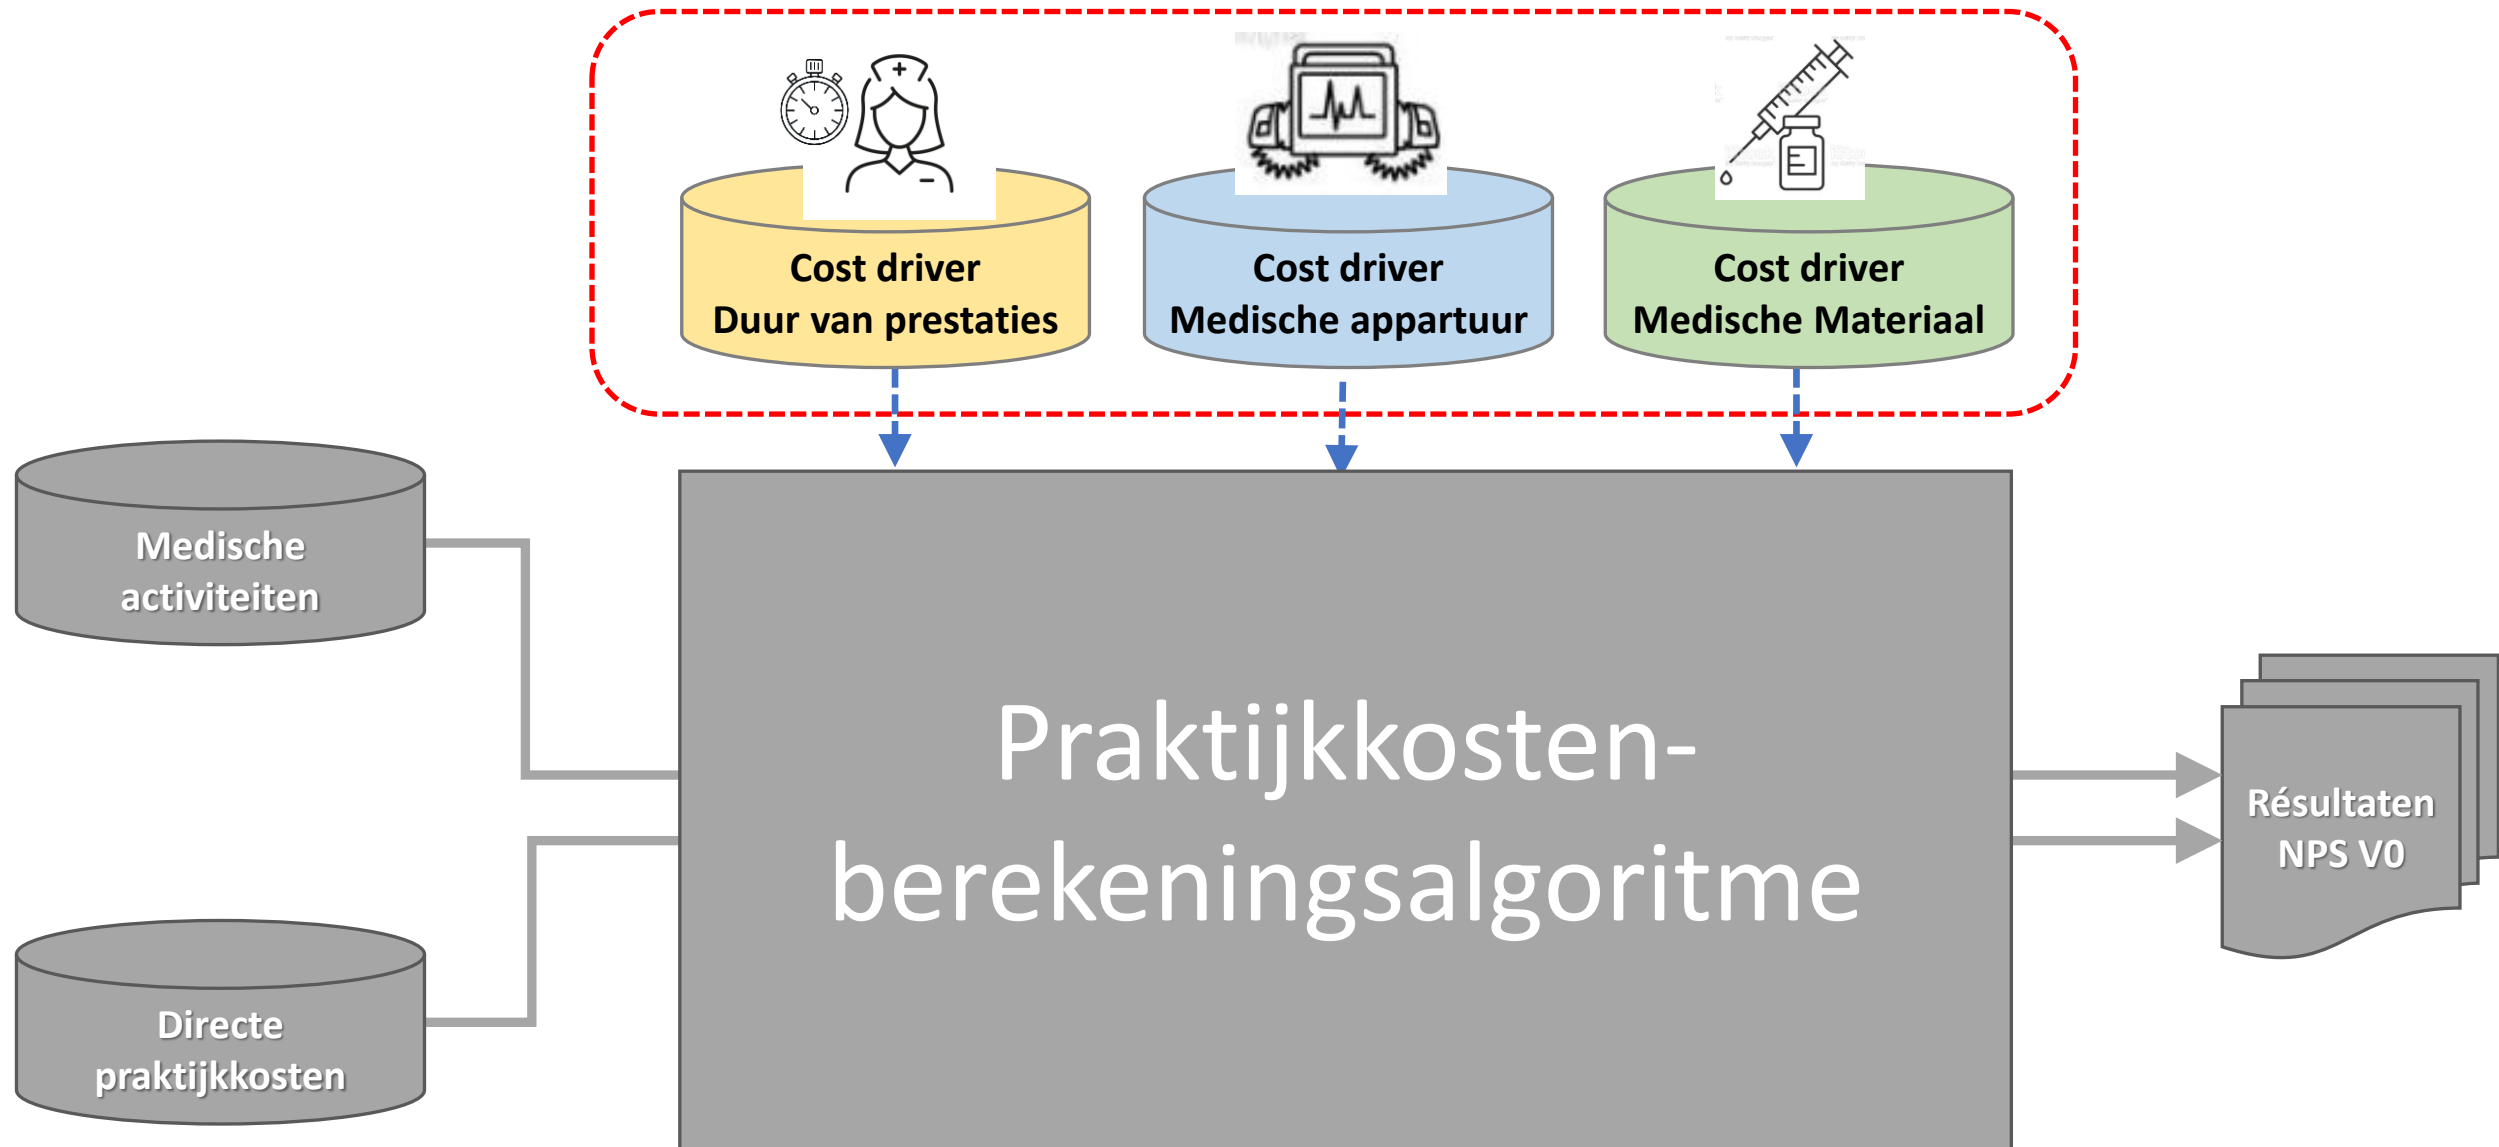 Cost driver
Duur van prestaties
Cost driver
Medische appartuur
Cost driver
Medische Materiaal
Medische
activiteiten
Praktijkkosten-
berekeningsalgoritme
Résultaten
NPS V0
Directe
praktijkkosten